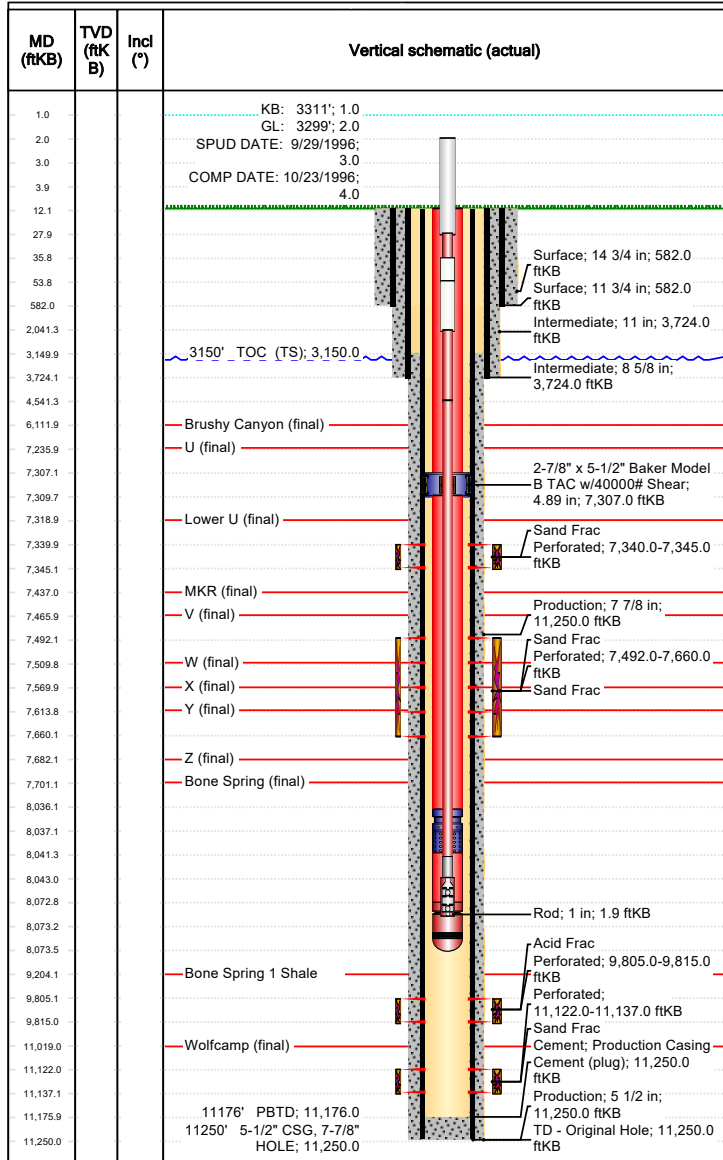 MD
(ftKB)
TVD
(ftK
B)
Incl
(°)
Vertical schematic (actual)
1.0
2.0
3.0
3.9
12.1
27.9
35.8
53.8
582.0
2,041.3
3,149.9
3,724.1
4,541.3
6,111.9
7,235.9
7,307.1
7,309.7
7,318.9
7,339.9
7,345.1
7,437.0
7,465.9
7,492.1
7,509.8
7,569.9
7,613.8
7,660.1
7,682.1
7,701.1
8,036.1
8,037.1
8,041.3
8,043.0
8,072.8
8,073.2
8,073.5
9,204.1
9,805.1
9,815.0
11,019.0
11,122.0
11,137.1
11,175.9
11,250.0
KB: 3311'; 1.0
GL: 3299'; 2.0
SPUD DATE: 9/29/1996;
3.0
COMP DATE: 10/23/1996;
4.0
3150' TOC (TS); 3,150.0
Brushy Canyon (final)
U (final)
Lower U (final)
MKR (final)
V (final)
W (final)
X (final)
Y (final)
Z (final)
Bone Spring (final)
Bone Spring 1 Shale
Wolfcamp (final)
11176' PBTD; 11,176.0
11250' 5-1/2" CSG, 7-7/8"
HOLE; 11,250.0
Surface; 14 3/4 in; 582.0
ftKB
Surface; 11 3/4 in; 582.0
ftKB
Intermediate; 11 in; 3,724.0
ftKB
Intermediate; 8 5/8 in;
3,724.0 ftKB
2-7/8" x 5-1/2" Baker Model
B TAC w/40000# Shear;
4.89 in; 7,307.0 ftKB
Sand Frac
Perforated; 7,340.0-7,345.0
ftKB
Production; 7 7/8 in;
11,250.0 ftKB
Sand Frac
Perforated; 7,492.0-7,660.0
ftKB
Sand Frac
Rod; 1 in; 1.9 ftKB
Acid Frac
Perforated; 9,805.0-9,815.0
ftKB
Perforated;
11,122.0-11,137.0 ftKB
Sand Frac
Cement; Production Casing
Cement (plug); 11,250.0
ftKB
Production; 5 1/2 in;
11,250.0 ftKB
TD - Original Hole; 11,250.0
ftKB